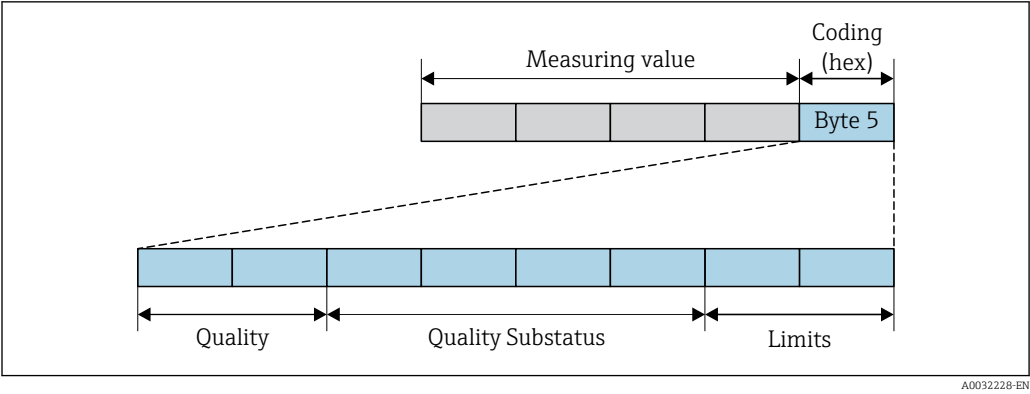 Coding
(hex)
Measuring value
Byte 5
Quality
Quality Substatus
Limits
A0032228-EN